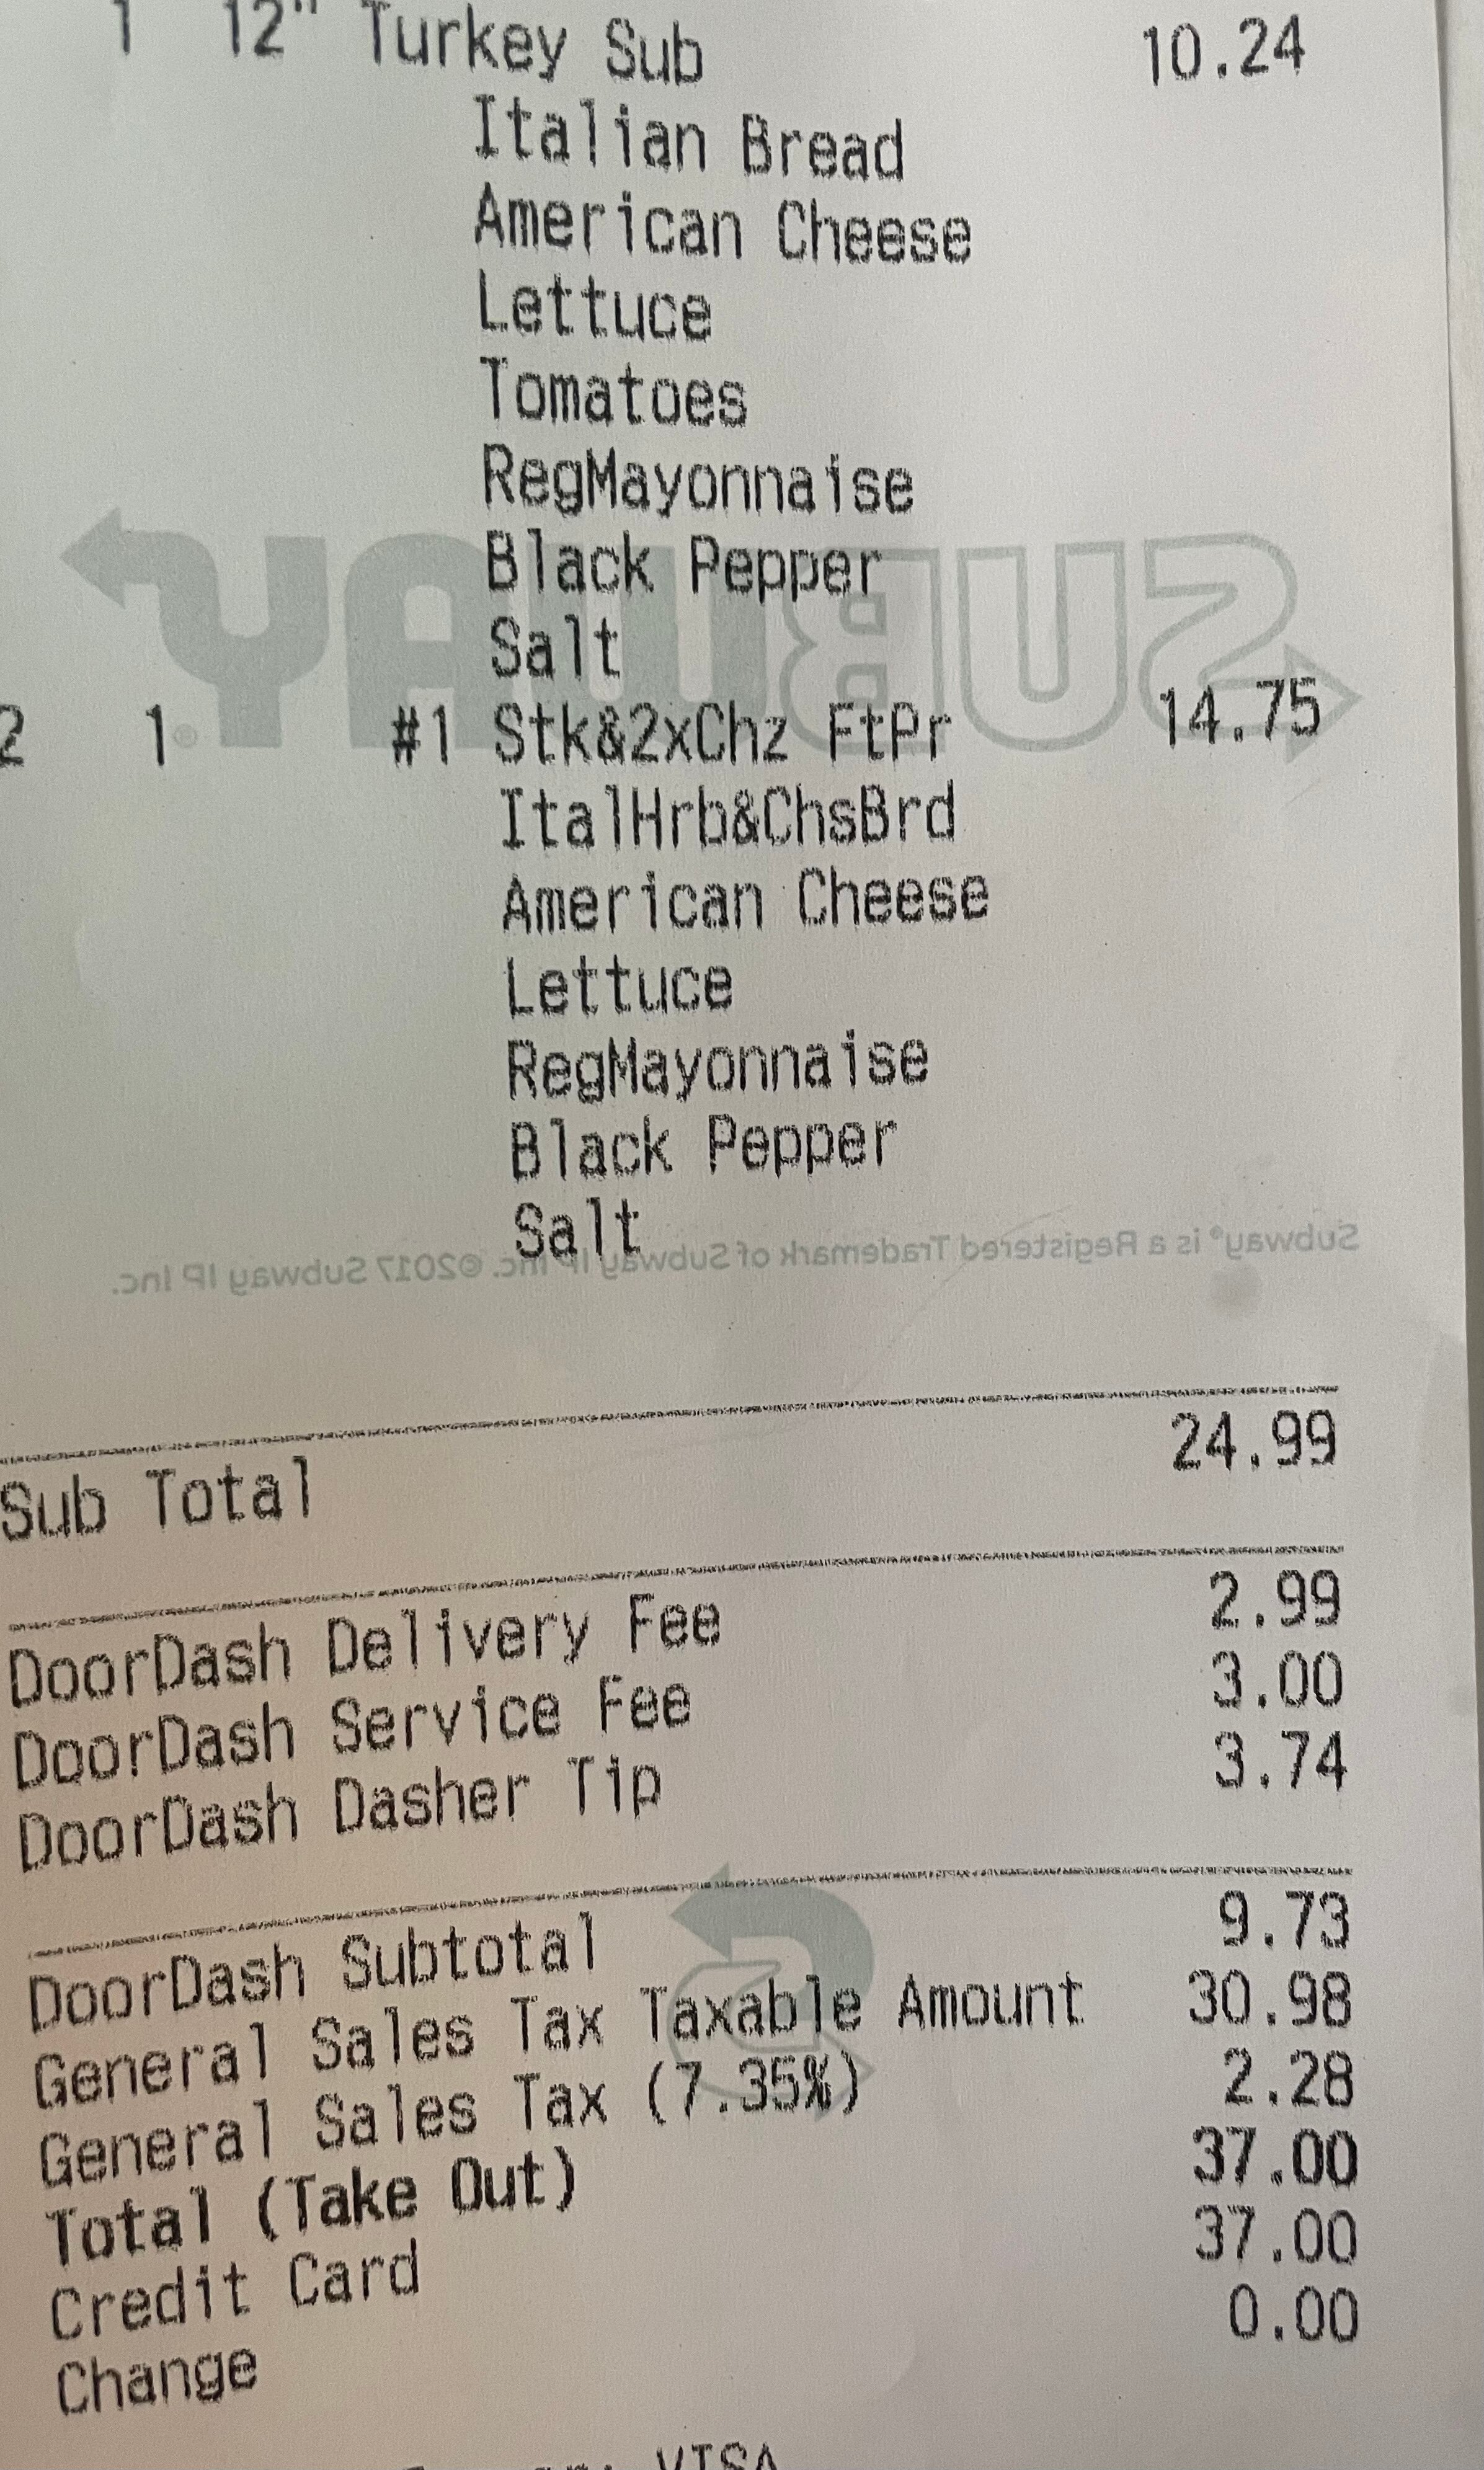 1 12" Turkey Sub 10.24
Italian Bread
American Cheese
Lettuce
Tomatoes
RegMayonnaise
Black Pepper
SUBWAY®
Salt
2 1 #1 Stk&2xChz FtPr 14.75
ItalHrb&ChsBrd
American Cheese
Lettuce
RegMayonnaise
Black Pepper
Salt
Subway® is a Registered Trademark of Subway IP Inc. ©2017 Subway IP Inc.
Sub Total 24.99
DoorDash Delivery Fee 2.99
DoorDash Service Fee 3.00
DoorDash Dasher Tip 3.74
DoorDash Subtotal 9.73
General Sales Tax Taxable Amount 30.98
General Sales Tax (7.35%) 2.28
Total (Take Out) 37.00
Credit Card 37.00
Change 0.00
VISA